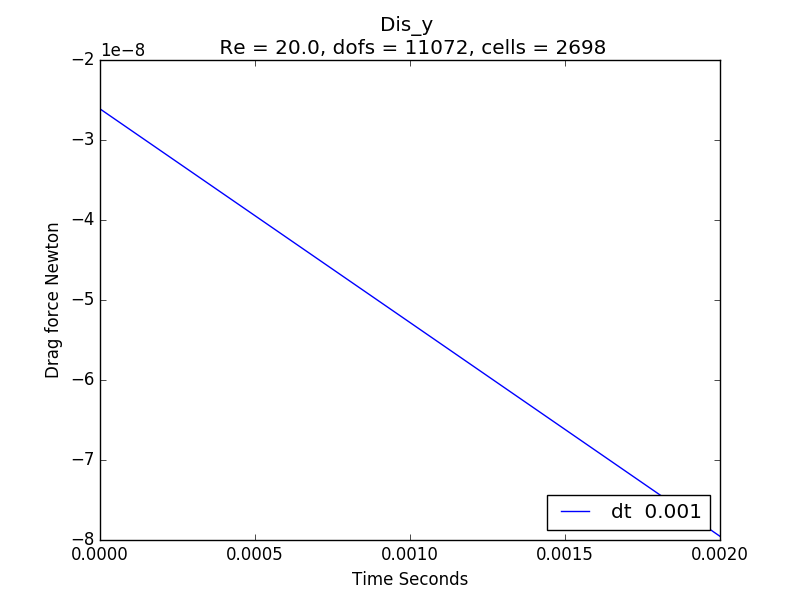 Dis_y
Re = 20.0, dofs = 11072, cells = 2698
1e−8
−2
−3
−4
−5
−6
−7
−8
Drag force Newton
dt  0.001
0.0000 0.0005 0.0010 0.0015 0.0020
Time Seconds